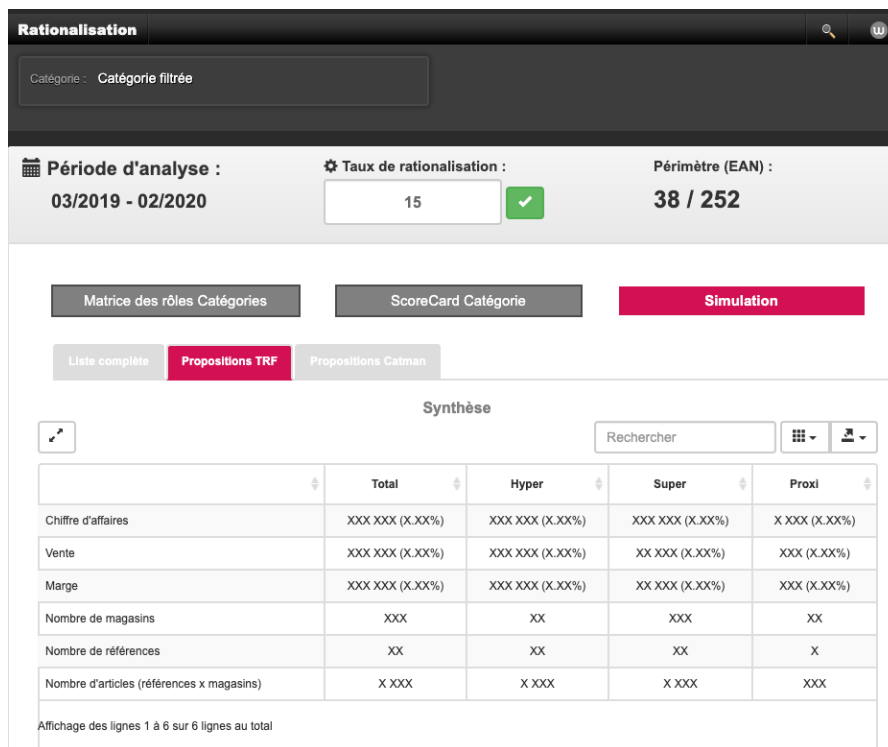 Rationalisation
Catégorie : Catégorie filtrée
Période d'analyse :
03/2019 - 02/2020
Taux de rationalisation :
15
Périmètre (EAN) :
38 / 252
Matrice des rôles Catégories
ScoreCard Catégorie
Simulation
Liste complète
Propositions TRF
Propositions Catman
Synthèse
Rechercher
Total Hyper Super Proxi
Chiffre d'affaires XXX XXX (X.XX%) XXX XXX (X.XX%) XXX XXX (X.XX%) X XXX (X.XX%)
Vente XXX XXX (X.XX%) XXX XXX (X.XX%) XX XXX (X.XX%) XXX (X.XX%)
Marge XXX XXX (X.XX%) XXX XXX (X.XX%) XX XXX (X.XX%) XXX (X.XX%)
Nombre de magasins XXX XX XXX XX
Nombre de références XX XX XX X
Nombre d'articles (références x magasins) X XXX X XXX X XXX XXX
Affichage des lignes 1 à 6 sur 6 lignes au total